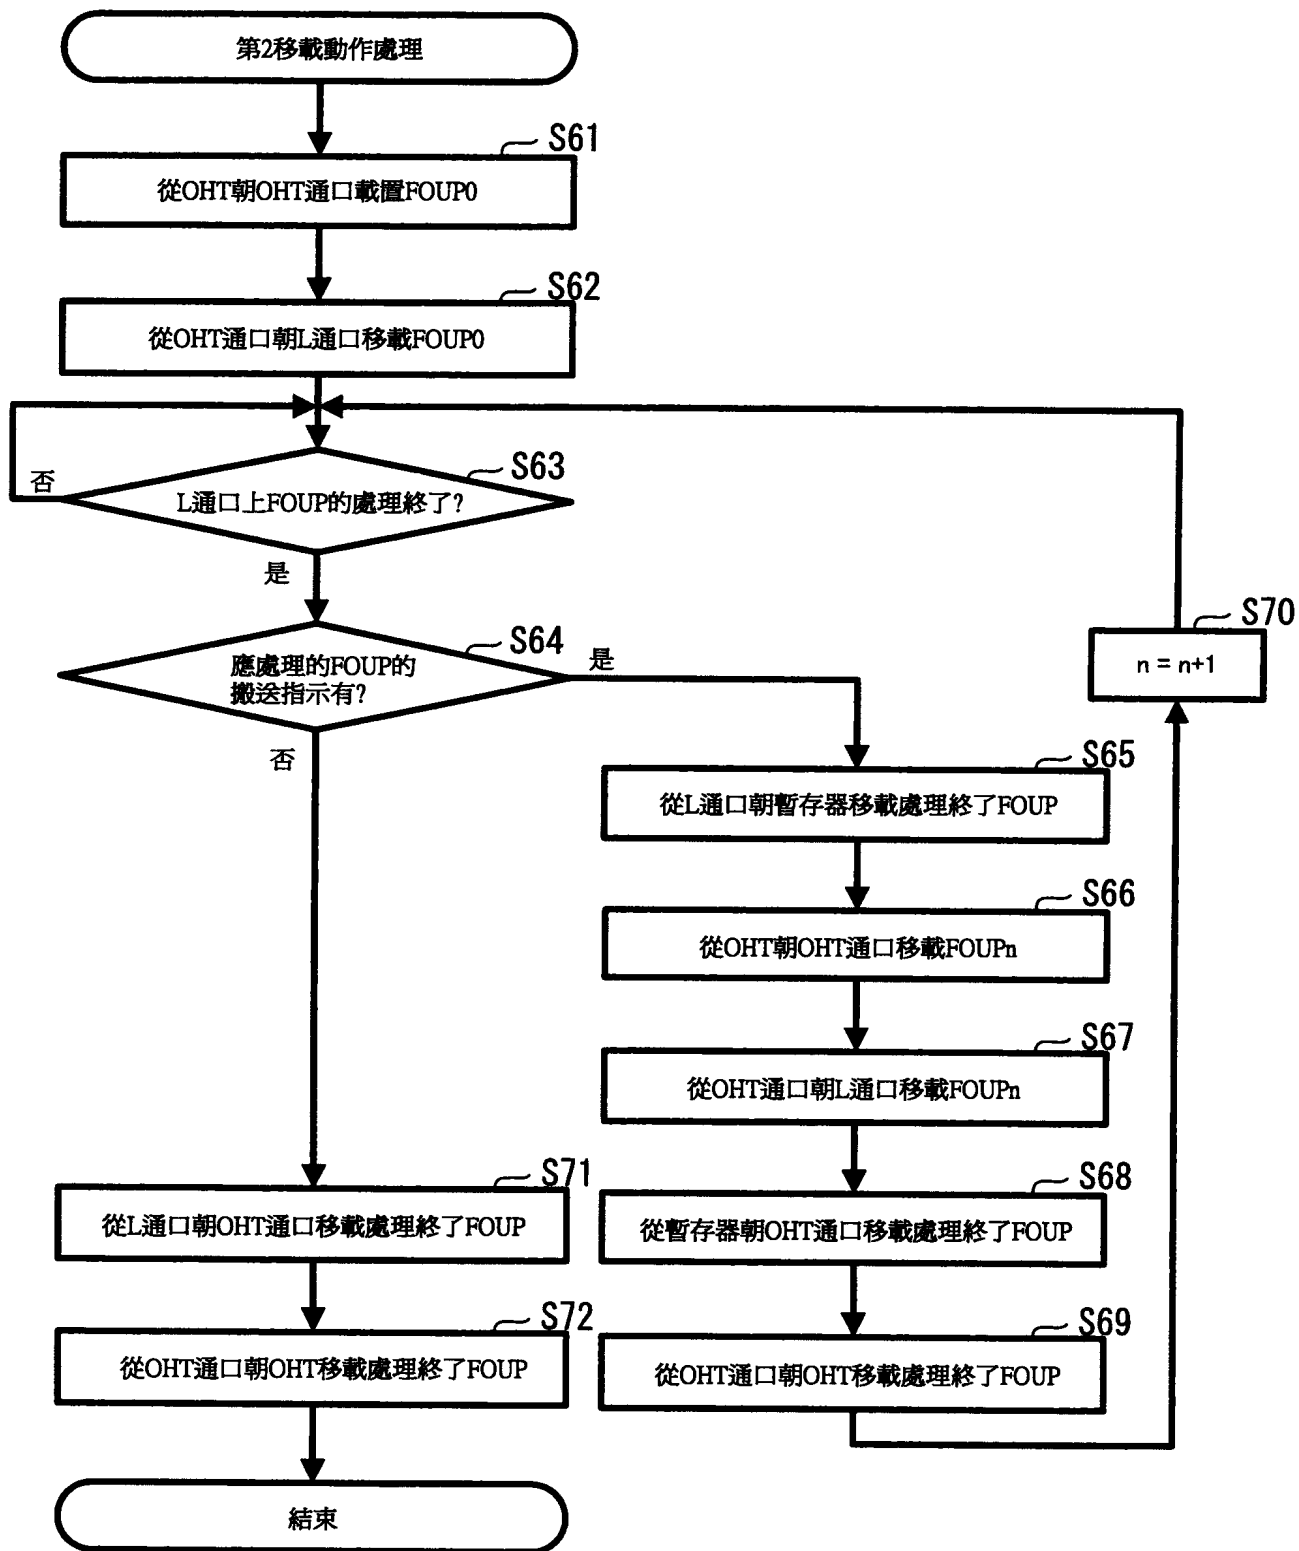 第2移載動作處理
S61
從OHT朝OHT通口載置FOUP0
S62
從OHT通口朝L通口移載FOUP0
S63
否
L通口上FOUP的處理終了?
是
S64
應處理的FOUP的
搬送指示有?
是
否
S70
n = n+1
S65
從L通口朝暫存器移載處理終了FOUP
S66
從OHT朝OHT通口移載FOUPn
S67
從OHT通口朝L通口移載FOUPn
S68
從暫存器朝OHT通口移載處理終了FOUP
S69
從OHT通口朝OHT移載處理終了FOUP
S71
從L通口朝OHT通口移載處理終了FOUP
S72
從OHT通口朝OHT移載處理終了FOUP
結束